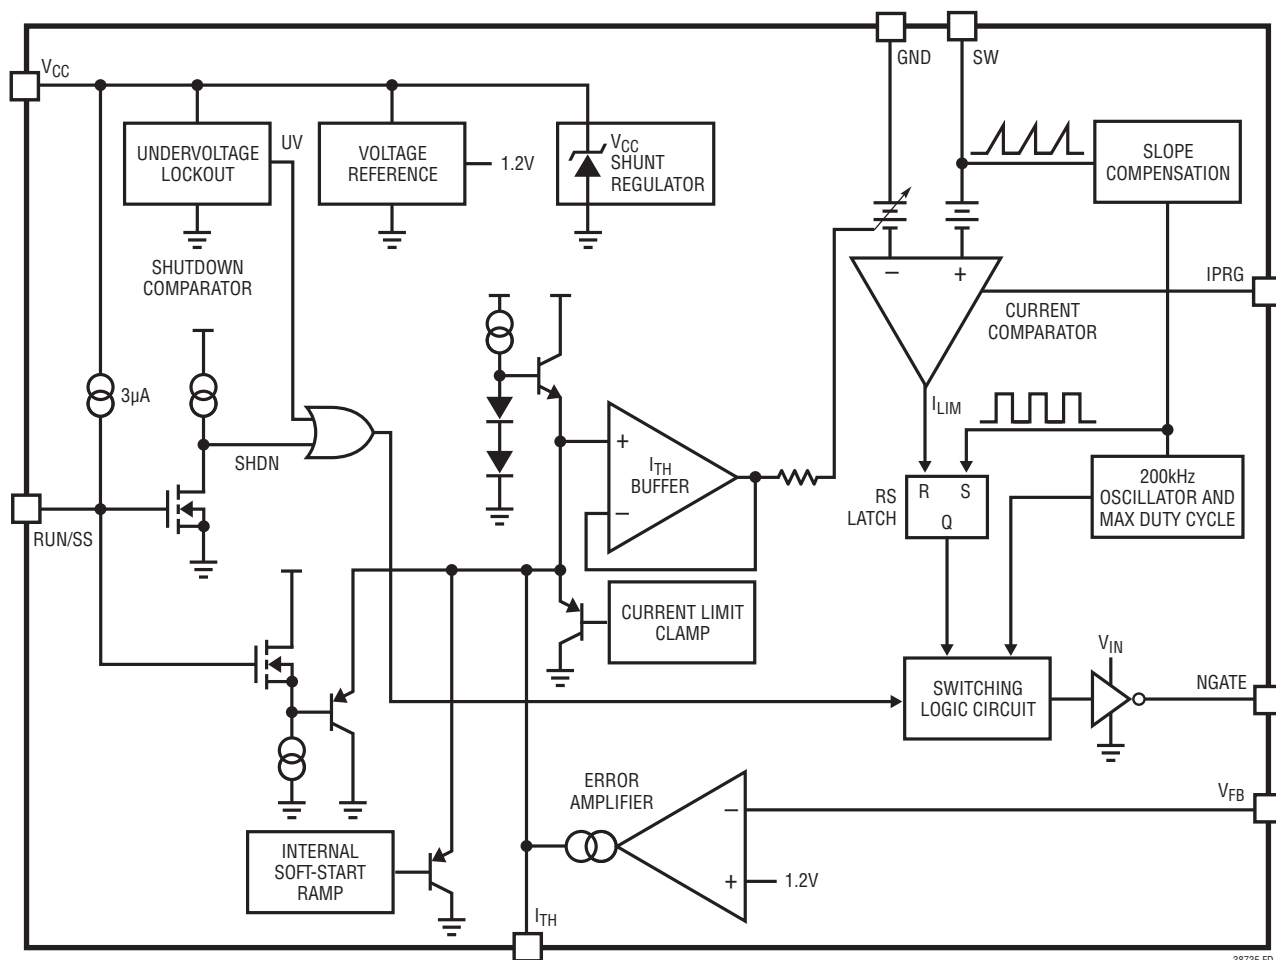 GND
SW
VCC
UNDERVOLTAGE
LOCKOUT
UV
VOLTAGE
REFERENCE
1.2V
VCC
SHUNT
REGULATOR
SLOPE
COMPENSATION
SHUTDOWN
COMPARATOR
−
+
IPRG
CURRENT
COMPARATOR
3µA
ILIM
SHDN
+
ITH
BUFFER
−
200kHz
OSCILLATOR AND
MAX DUTY CYCLE
RS
LATCH
R
S
Q
RUN/SS
CURRENT LIMIT
CLAMP
VIN
SWITCHING
LOGIC CIRCUIT
NGATE
ERROR
AMPLIFIER
−
VFB
INTERNAL
SOFT-START
RAMP
+
1.2V
ITH
38735 FD